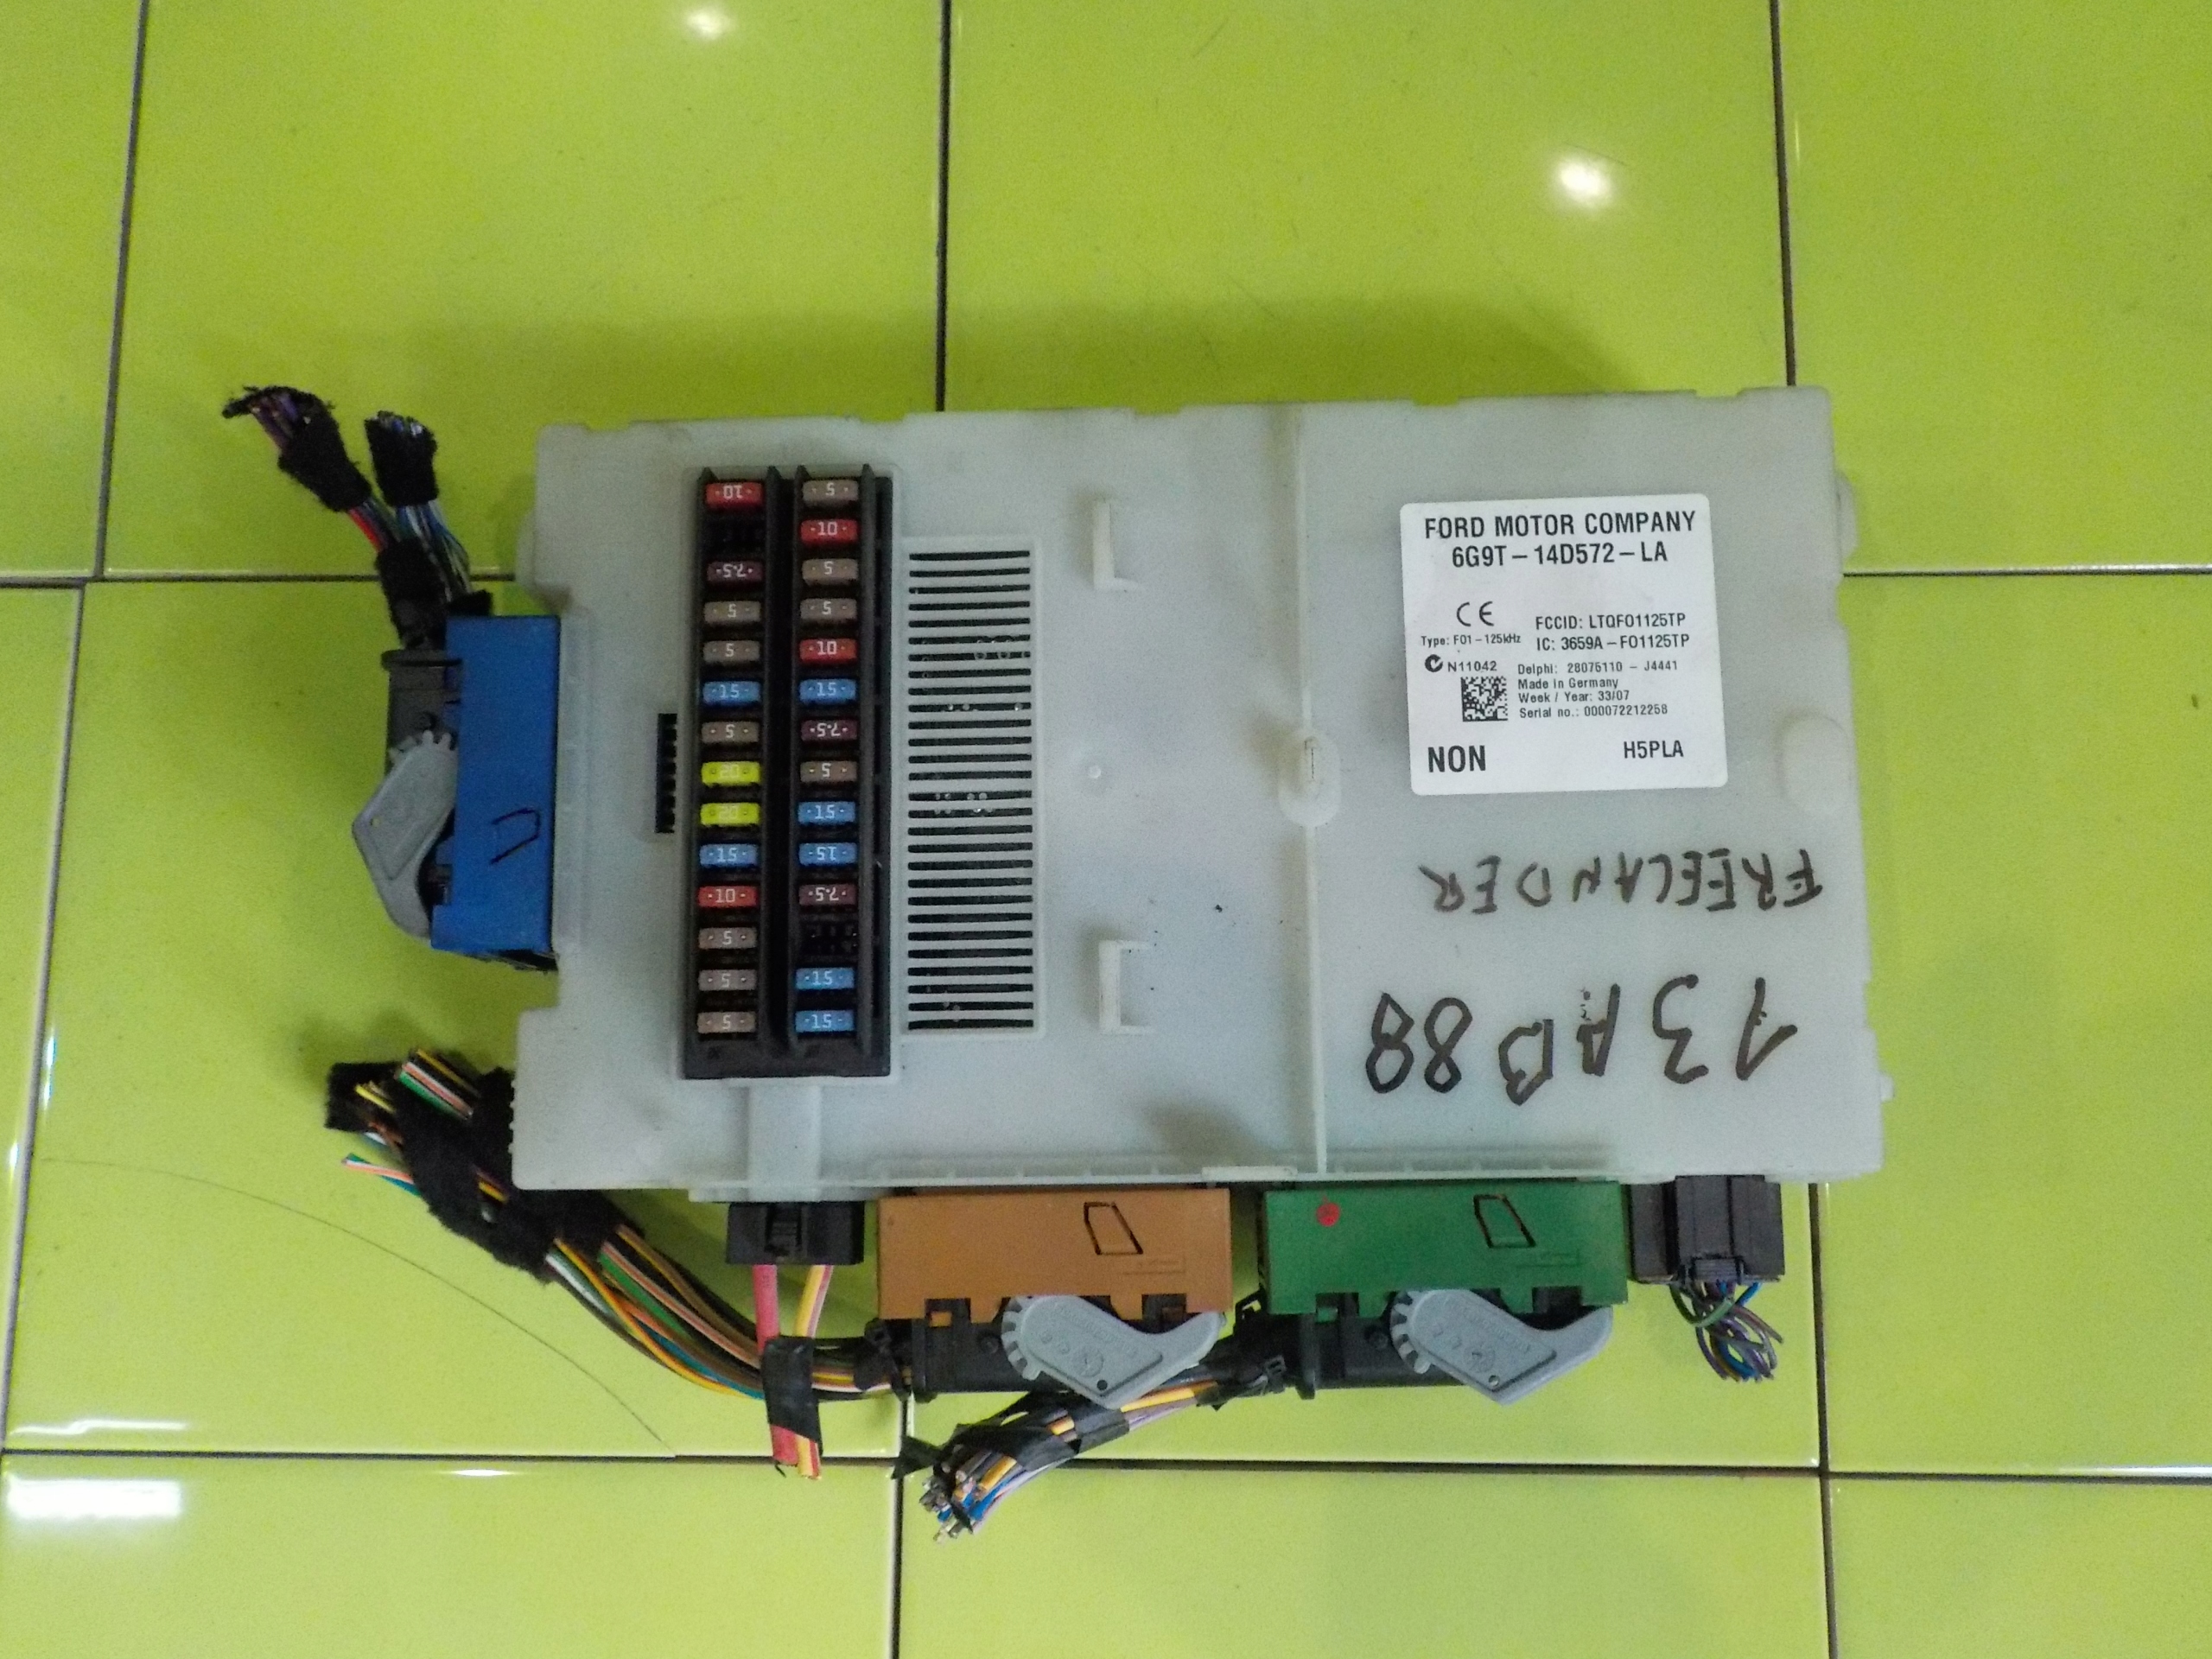 FORD MOTOR COMPANY
6G9T-14D572-LA
CE
FCCID: LTQFO1125TP
Type: F01-125kHz
IC: 3659A-FO1125TP
N11042
Delphi: 28075110 - J4441
Made in Germany
Week / Year: 33/07
Serial no.: 000072212258
NON
H5PLA
FREELANDER
13AB88
10 5
10
7.5 5
5 5
5 10
15 15
5 7.5
20 5
20 15
15 15
10 7.5
5
5 15
5 15